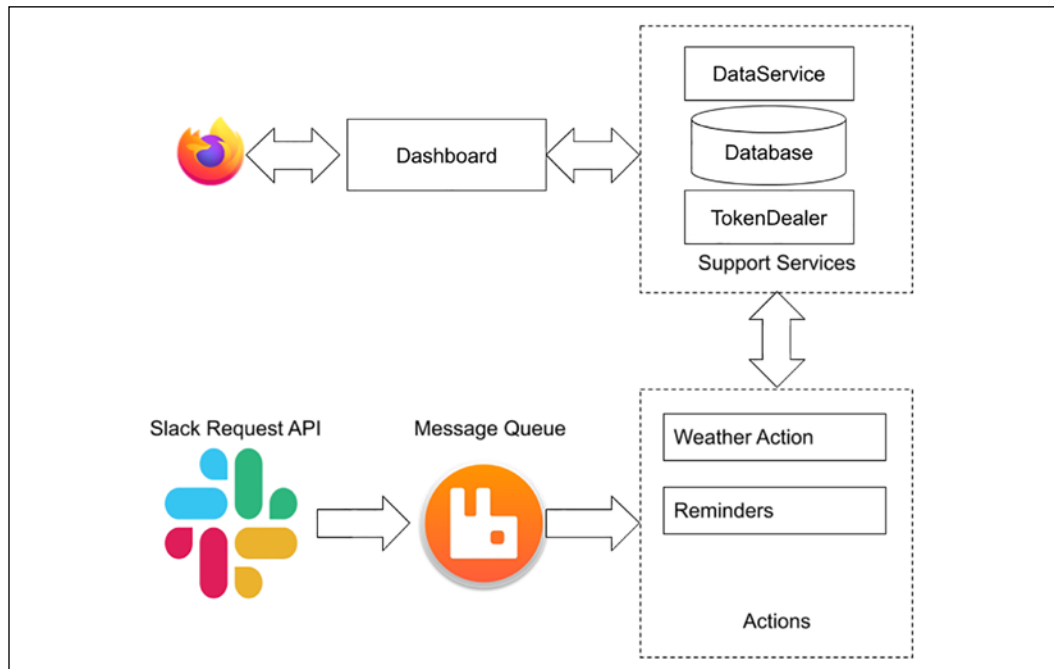 DataService
Database
Dashboard
TokenDealer
Support Services
Slack Request API
Message Queue
Weather Action
Reminders
Actions